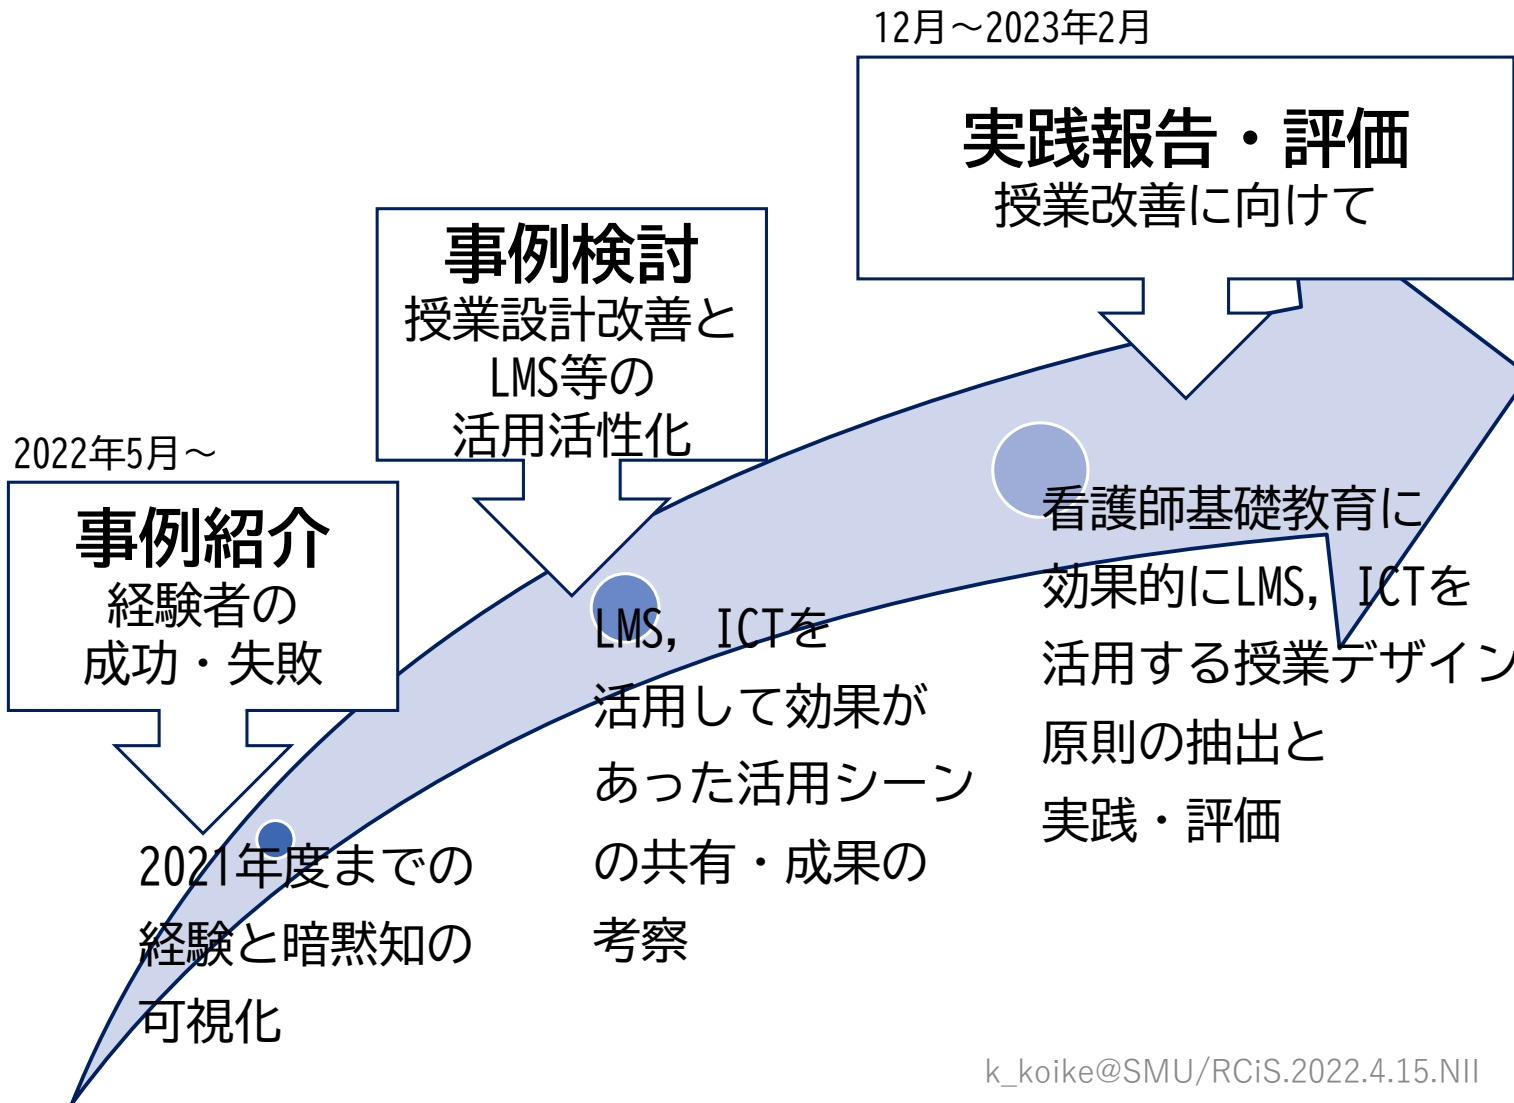 2022年5月～
事例紹介
経験者の
成功・失敗
2021年度までの
経験と暗黙知の
可視化
事例検討
授業設計改善と
LMS等の
活用活性化
LMS，ICTを
活用して効果が
あった活用シーン
の共有・成果の
考察
12月～2023年2月
実践報告・評価
授業改善に向けて
看護師基礎教育に
効果的にLMS，ICTを
活用する授業デザイン
原則の抽出と
実践・評価
k_koike@SMU/RCiS.2022.4.15.NII